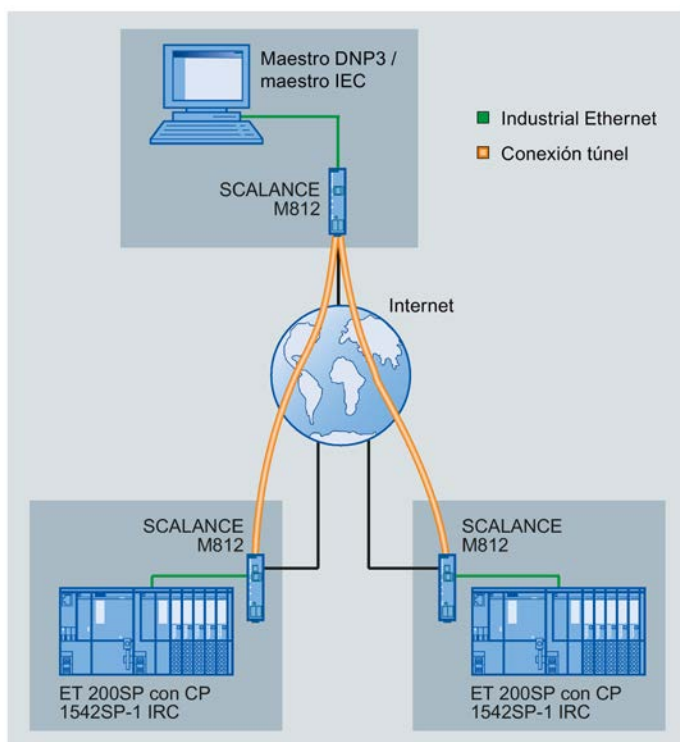 Maestro DNP3 /
maestro IEC
Industrial Ethernet
Conexión túnel
SCALANCE
M812
Internet
SCALANCE
M812
SCALANCE
M812
ET 200SP con CP
1542SP-1 IRC
ET 200SP con CP
1542SP-1 IRC